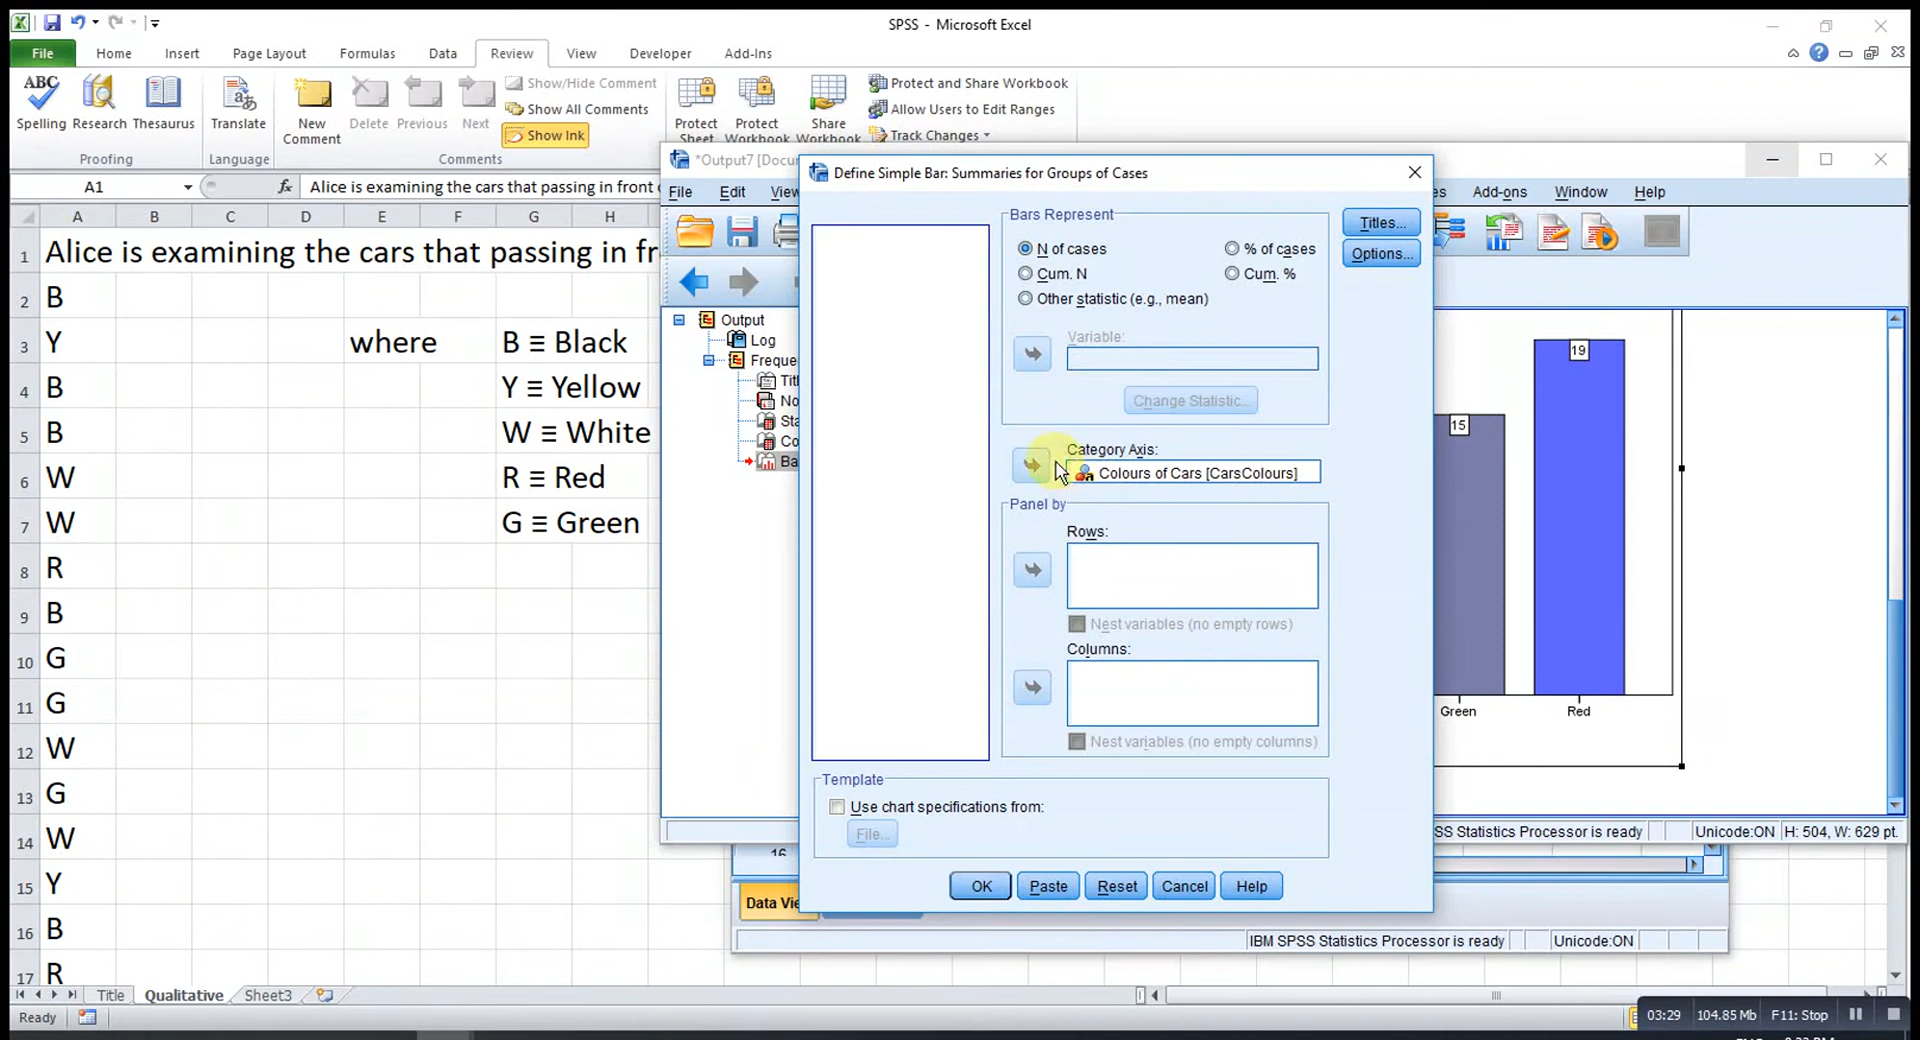 SPSS - Microsoft Excel
File Home Insert Page Layout Formulas Data Review View Developer Add-Ins
ABC
Spelling Research Thesaurus
Proofing
Translate
Language
New Comment
Delete Previous Next
Show/Hide Comment
Show All Comments
Show Ink
Comments
Protect Sheet
Protect Workbook
Share Workbook
Protect and Share Workbook
Allow Users to Edit Ranges
Track Changes
A1 fx Alice is examining the cars that passing in front
A B C D E F G H
1 Alice is examining the cars that passing in fr
2 B
3 Y where B ≡ Black
4 B Y ≡ Yellow
5 B W ≡ White
6 W R ≡ Red
7 W G ≡ Green
8 R
9 B
10 G
11 G
12 W
13 G
14 W
15 Y
16 B
17 R
Title Qualitative Sheet3
Ready
*Output7 [Docu
File Edit View
Add-ons Window Help
Output
Log
Freque
Titl
No
Sta
Co
Ba
Define Simple Bar: Summaries for Groups of Cases
Bars Represent
N of cases % of cases
Cum. N Cum. %
Other statistic (e.g., mean)
Variable:
Change Statistic...
Titles...
Options...
Category Axis:
Colours of Cars [CarsColours]
Panel by
Rows:
Nest variables (no empty rows)
Columns:
Nest variables (no empty columns)
Template
Use chart specifications from:
File...
OK Paste Reset Cancel Help
15
19
Green Red
SS Statistics Processor is ready Unicode:ON H: 504, W: 629 pt.
16
Data Vie
IBM SPSS Statistics Processor is ready Unicode:ON
03:29 104.85 Mb F11: Stop